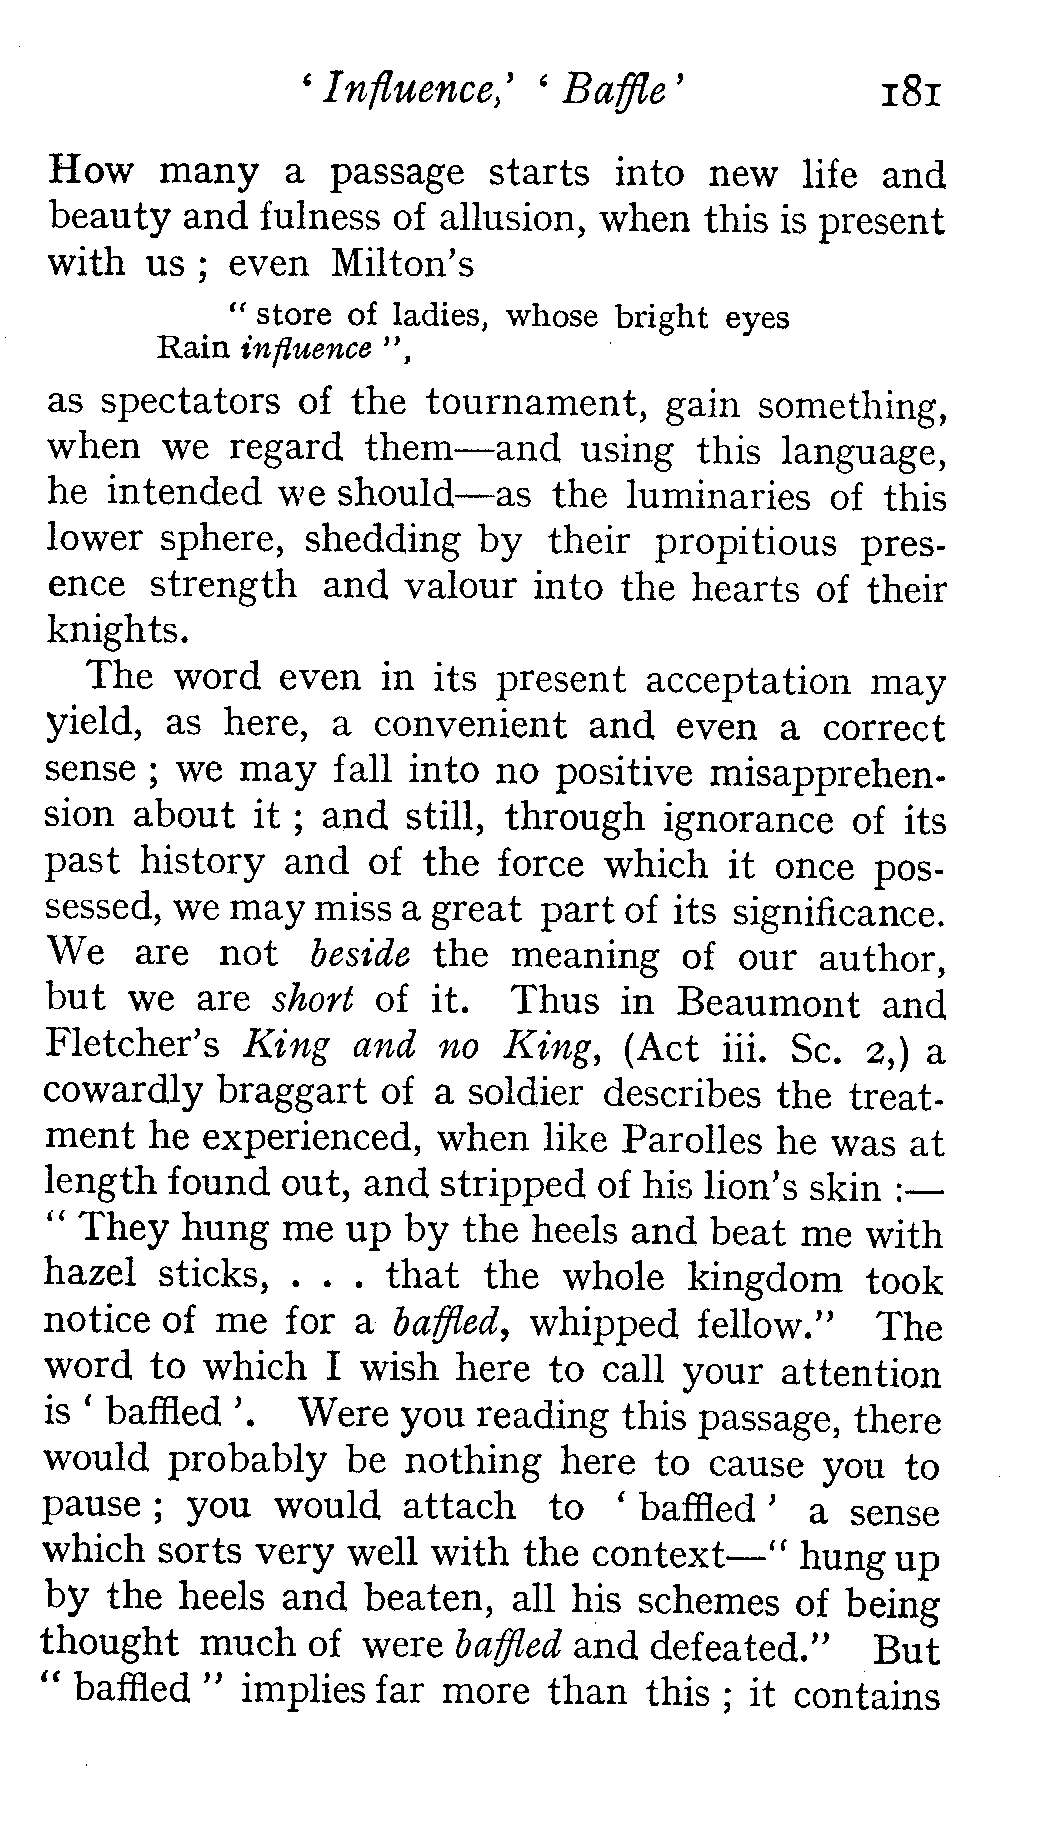 ‘ Influence,’ ‘ Baffle ’ 181
How many a passage starts into new life and
beauty and fulness of allusion, when this is present
with us ; even Milton’s
“ store of ladies, whose bright eyes
Rain influence ”,
as spectators of the tournament, gain something,
when we regard them—and using this language,
he intended we should—as the luminaries of this
lower sphere, shedding by their propitious pres-
ence strength and valour into the hearts of their
knights.
The word even in its present acceptation may
yield, as here, a convenient and even a correct
sense ; we may fall into no positive misapprehen-
sion about it ; and still, through ignorance of its
past history and of the force which it once pos-
sessed, we may miss a great part of its significance.
We are not beside the meaning of our author,
but we are short of it. Thus in Beaumont and
Fletcher’s King and no King, (Act iii. Sc. 2,) a
cowardly braggart of a soldier describes the treat-
ment he experienced, when like Parolles he was at
length found out, and stripped of his lion’s skin :—
“ They hung me up by the heels and beat me with
hazel sticks, . . . that the whole kingdom took
notice of me for a baffled, whipped fellow.” The
word to which I wish here to call your attention
is ‘ baffled ’. Were you reading this passage, there
would probably be nothing here to cause you to
pause ; you would attach to ‘ baffled ’ a sense
which sorts very well with the context—“ hung up
by the heels and beaten, all his schemes of being
thought much of were baffled and defeated.” But
“ baffled ” implies far more than this ; it contains